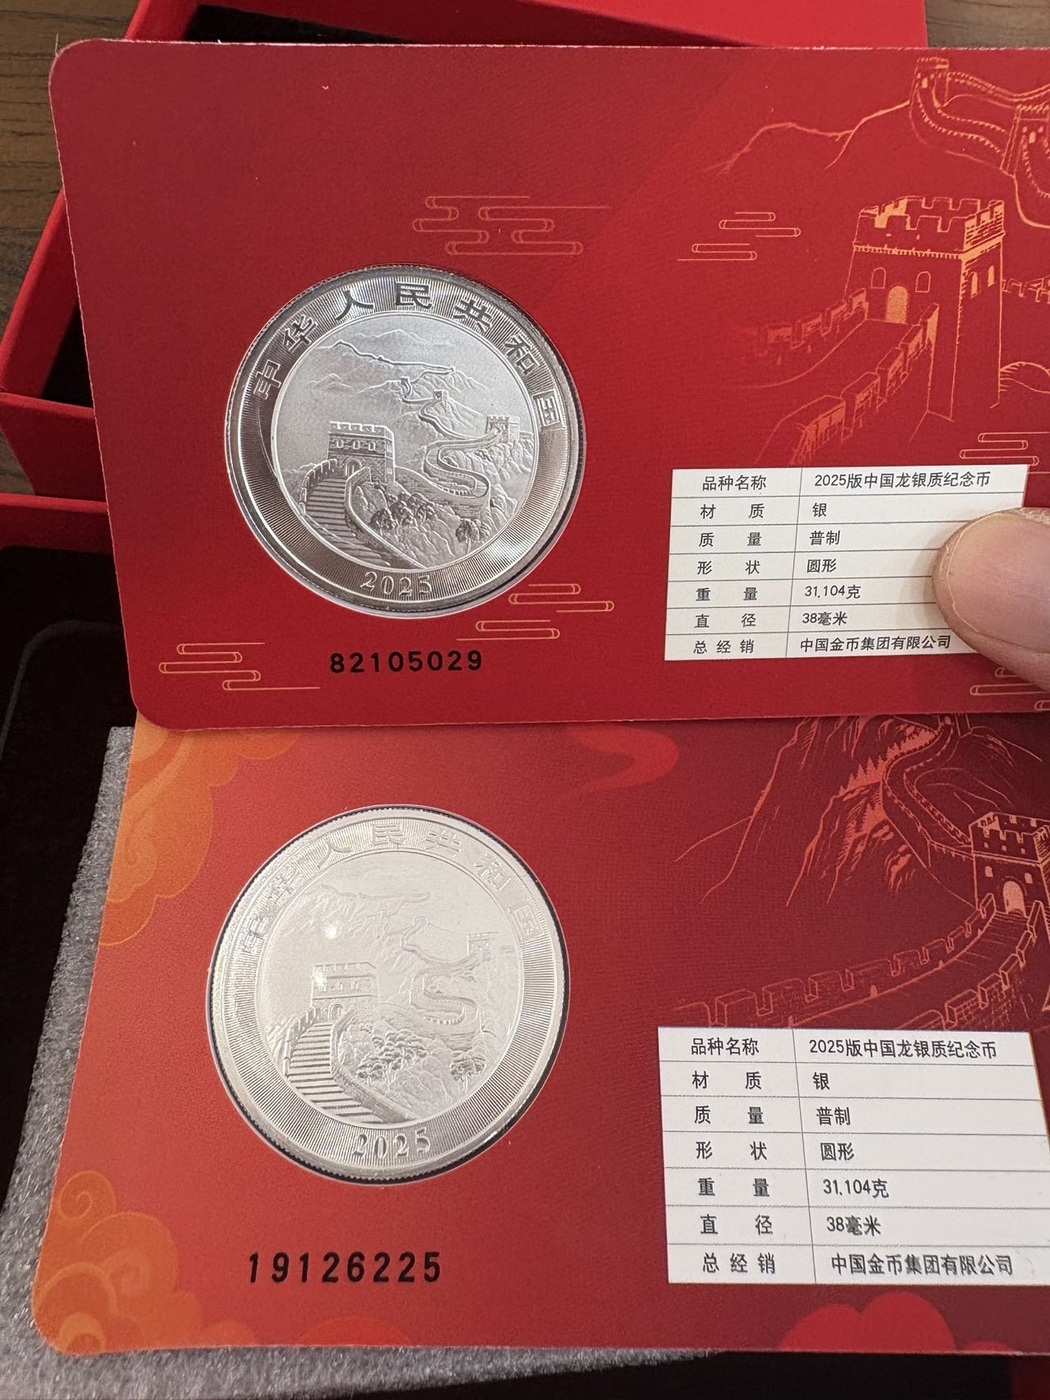 中华人民共和国
2025
82105029
品种名称 2025版中国龙银质纪念币
材 质 银
质 量 普制
形 状 圆形
重 量 31.104克
直 径 38毫米
总 经 销 中国金币集团有限公司
中华人民共和国
2025
19126225
品种名称 2025版中国龙银质纪念币
材 质 银
质 量 普制
形 状 圆形
重 量 31.104克
直 径 38毫米
总 经 销 中国金币集团有限公司